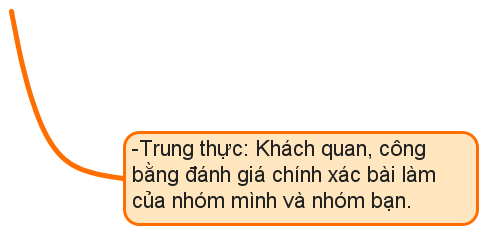 -Trung thực: Khách quan, công
bằng đánh giá chính xác bài làm
của nhóm mình và nhóm bạn.